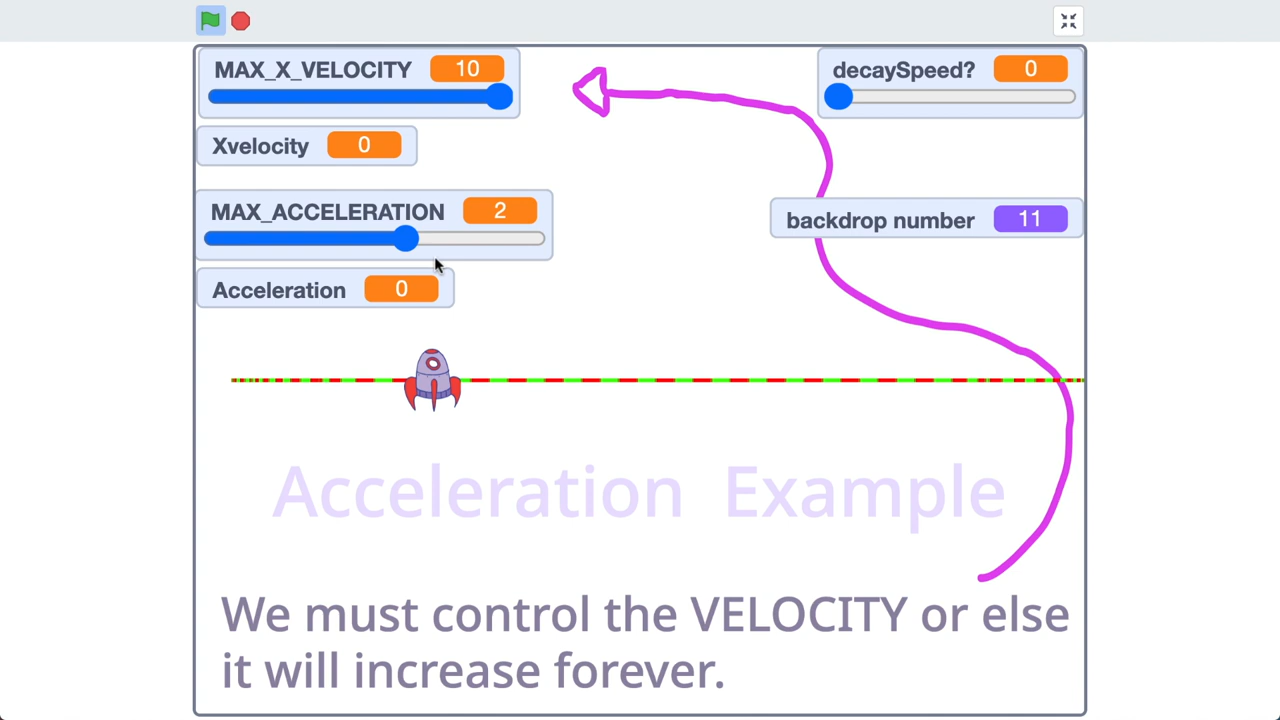 MAX_X_VELOCITY 10
decaySpeed? 0
Xvelocity 0
MAX_ACCELERATION 2
backdrop number 11
Acceleration 0
Acceleration Example
We must control the VELOCITY or else
it will increase forever.